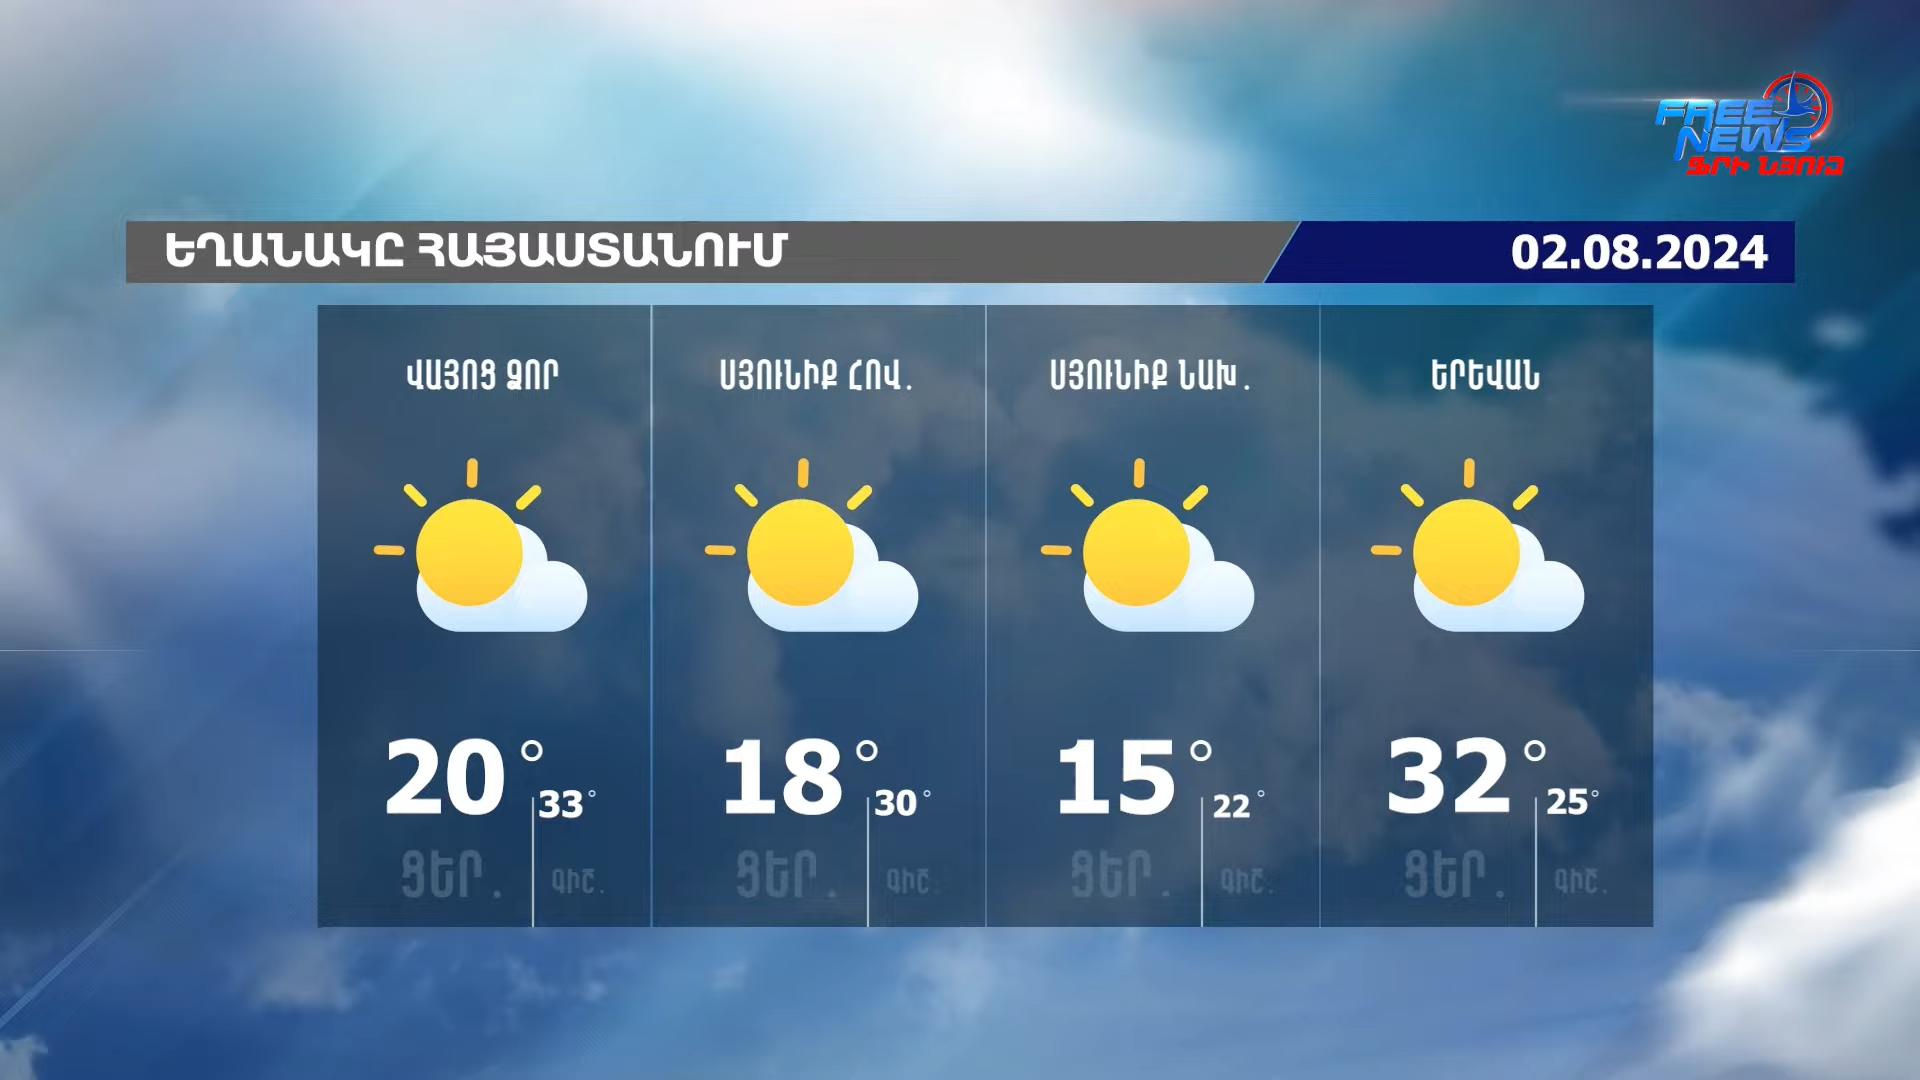 FREE
NEWS
ՖՐԻ ՆՅՈՒԶ
ԵՂԱՆԱԿԸ ՀԱՅԱՍՏԱՆՈՒՄ
02.08.2024
ՎԱՅՈՑ ՁՈՐ
ՍՅՈՒՆԻՔ ՀՈՎ.
ՍՅՈՒՆԻՔ ՆԱԽ.
ԵՐԵՎԱՆ
20° 33°
18° 30°
15° 22°
32° 25°
ՑԵՐ. ԳԻՇ.
ՑԵՐ. ԳԻՇ.
ՑԵՐ. ԳԻՇ.
ՑԵՐ. ԳԻՇ.